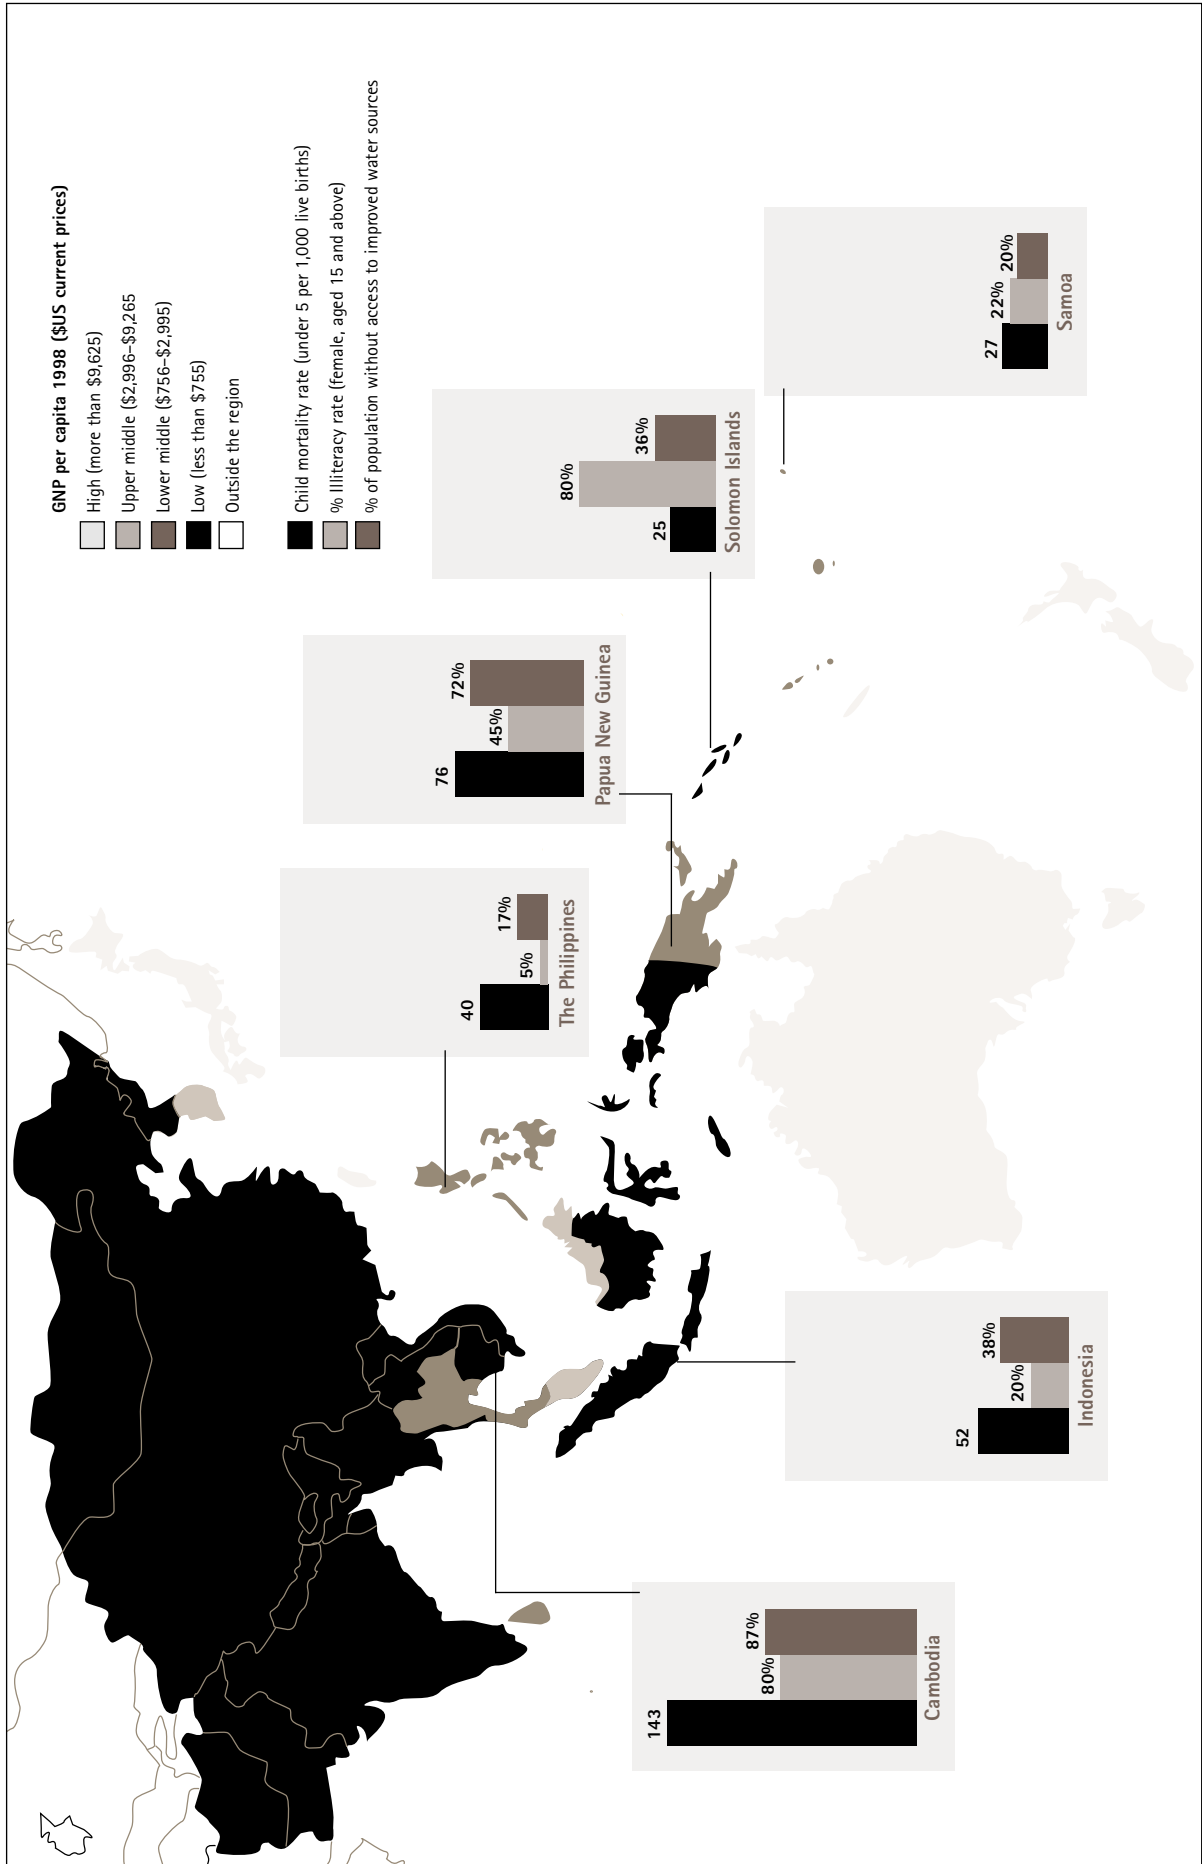 GNP per capita 1998 ($US current prices)
High (more than $9,625)
Upper middle ($2,996–$9,265
Lower middle ($756–$2,995)
Low (less than $755)
Outside the region
Child mortality rate (under 5 per 1,000 live births)
% Illiteracy rate (female, aged 15 and above)
% of population without access to improved water sources
143
80%
87%
Cambodia
52
20%
38%
Indonesia
40
5%
17%
The Philippines
76
45%
72%
Papua New Guinea
25
80%
36%
Solomon Islands
27
22%
20%
Samoa